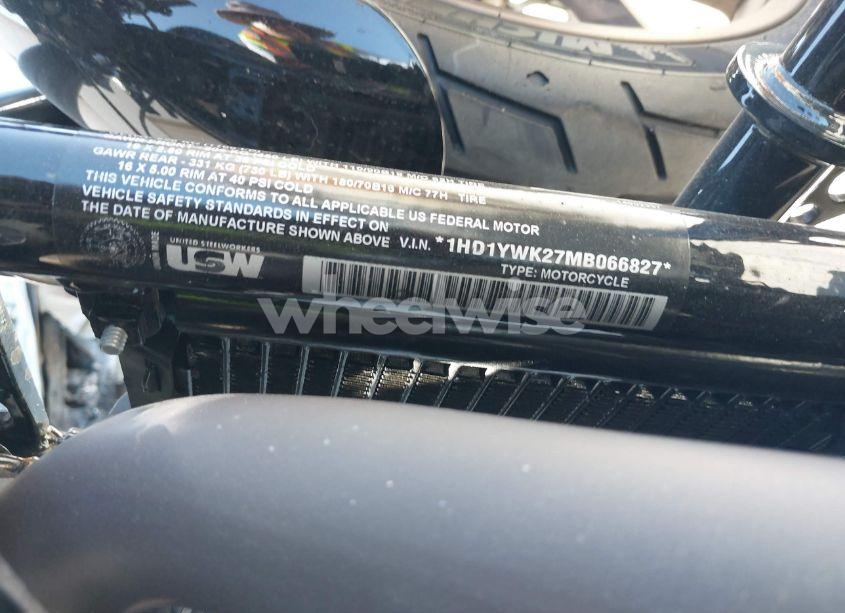 MICHE
16 X 5.00 RIM AT 40 PSI COLD
GAWR REAR - 331 KG (730 LB) WITH 180/70B16 M/C 77H TIRE
THIS VEHICLE CONFORMS TO ALL APPLICABLE US FEDERAL MOTOR
VEHICLE SAFETY STANDARDS IN EFFECT ON
THE DATE OF MANUFACTURE SHOWN ABOVE V.I.N. *1HD1YWK27MB066827*
TYPE: MOTORCYCLE
UNITED STEELWORKERS
USW
wheelwise